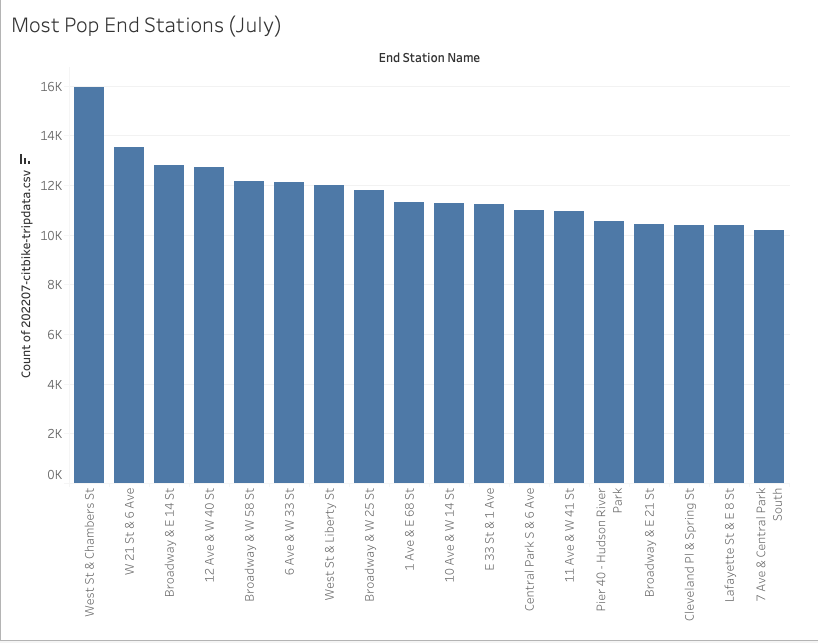 Most Pop End Stations (July)
End Station Name
Count of 202207-citbike-tripdata.csv
16K
14K
12K
10K
8K
6K
4K
2K
0K
West St & Chambers St
W 21 St & 6 Ave
Broadway & E 14 St
12 Ave & W 40 St
Broadway & W 58 St
6 Ave & W 33 St
West St & Liberty St
Broadway & W 25 St
1 Ave & E 68 St
10 Ave & W 14 St
E 33 St & 1 Ave
Central Park S & 6 Ave
11 Ave & W 41 St
Pier 40 - Hudson River
Park
Broadway & E 21 St
Cleveland Pl & Spring St
Lafayette St & E 8 St
7 Ave & Central Park
South